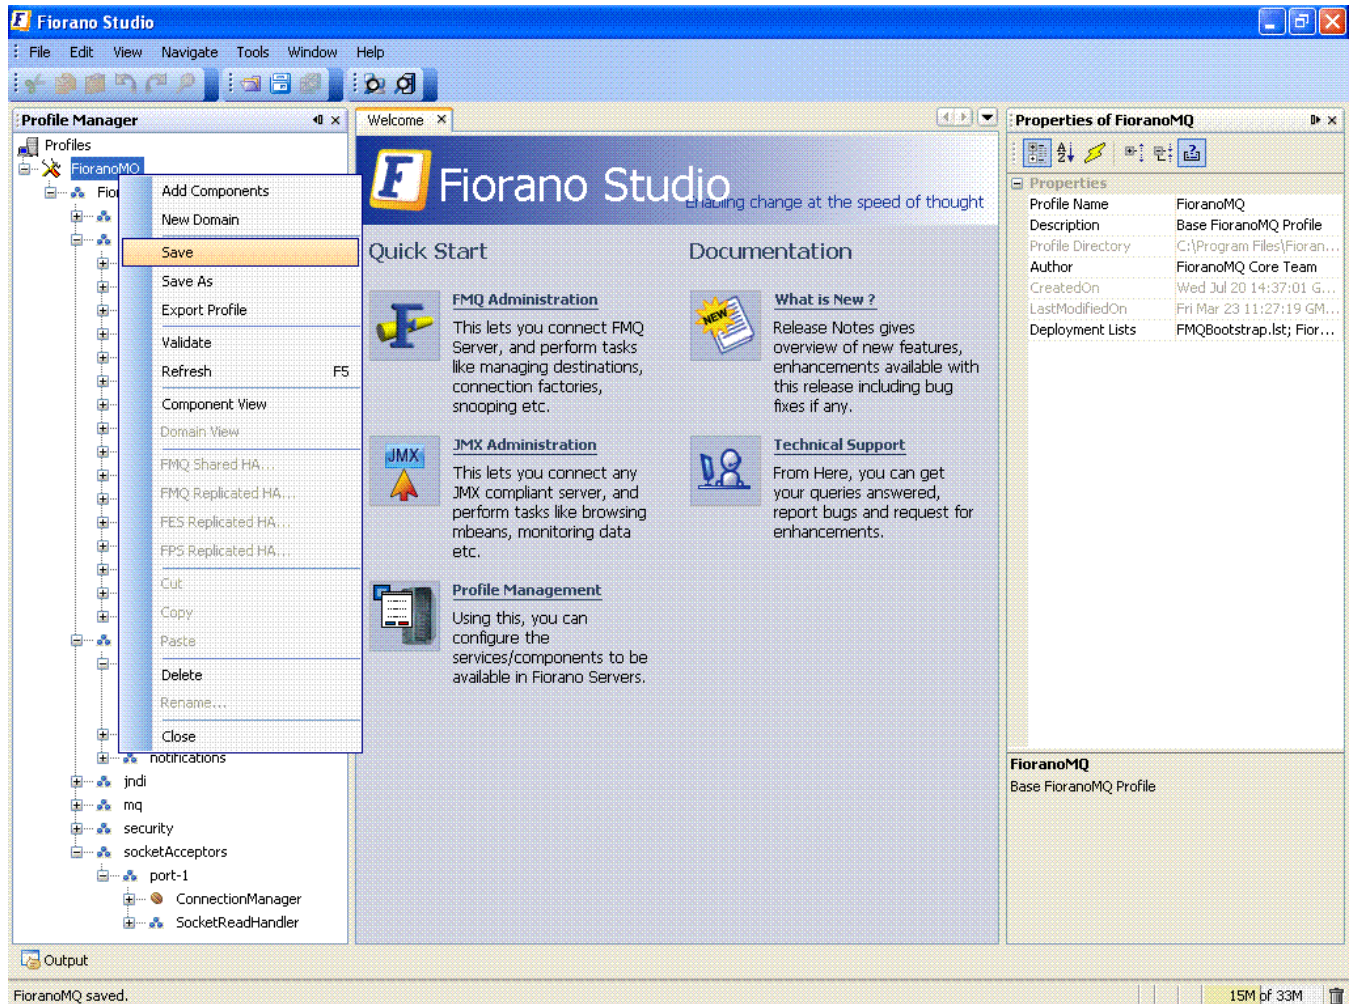 Fiorano Studio
File Edit View Navigate Tools Window Help
Profile Manager
Profiles
FioranoMQ
Fior
Add Components
New Domain
Save
Save As
Export Profile
Validate
Refresh F5
Component View
Domain View
FMQ Shared HA...
FMQ Replicated HA...
FES Replicated HA...
FPS Replicated HA...
Cut
Copy
Paste
Delete
Rename...
Close
notifications
jndi
mq
security
socketAcceptors
port-1
ConnectionManager
SocketReadHandler
Welcome
Fiorano Studio
Enabling change at the speed of thought
Quick Start
FMQ Administration
This lets you connect FMQ
Server, and perform tasks
like managing destinations,
connection factories,
snooping etc.
JMX
JMX Administration
This lets you connect any
JMX compliant server, and
perform tasks like browsing
mbeans, monitoring data
etc.
Profile Management
Using this, you can
configure the
services/components to be
available in Fiorano Servers.
Documentation
NEW
What is New ?
Release Notes gives
overview of new features,
enhancements available with
this release including bug
fixes if any.
Technical Support
From Here, you can get
your queries answered,
report bugs and request for
enhancements.
Properties of FioranoMQ
Properties
Profile Name FioranoMQ
Description Base FioranoMQ Profile
Profile Directory C:\Program Files\Fioran...
Author FioranoMQ Core Team
CreatedOn Wed Jul 20 14:37:01 G...
LastModifiedOn Fri Mar 23 11:27:19 GM...
Deployment Lists FMQBootstrap.lst; Fior...
FioranoMQ
Base FioranoMQ Profile
Output
FioranoMQ saved.
15M of 33M